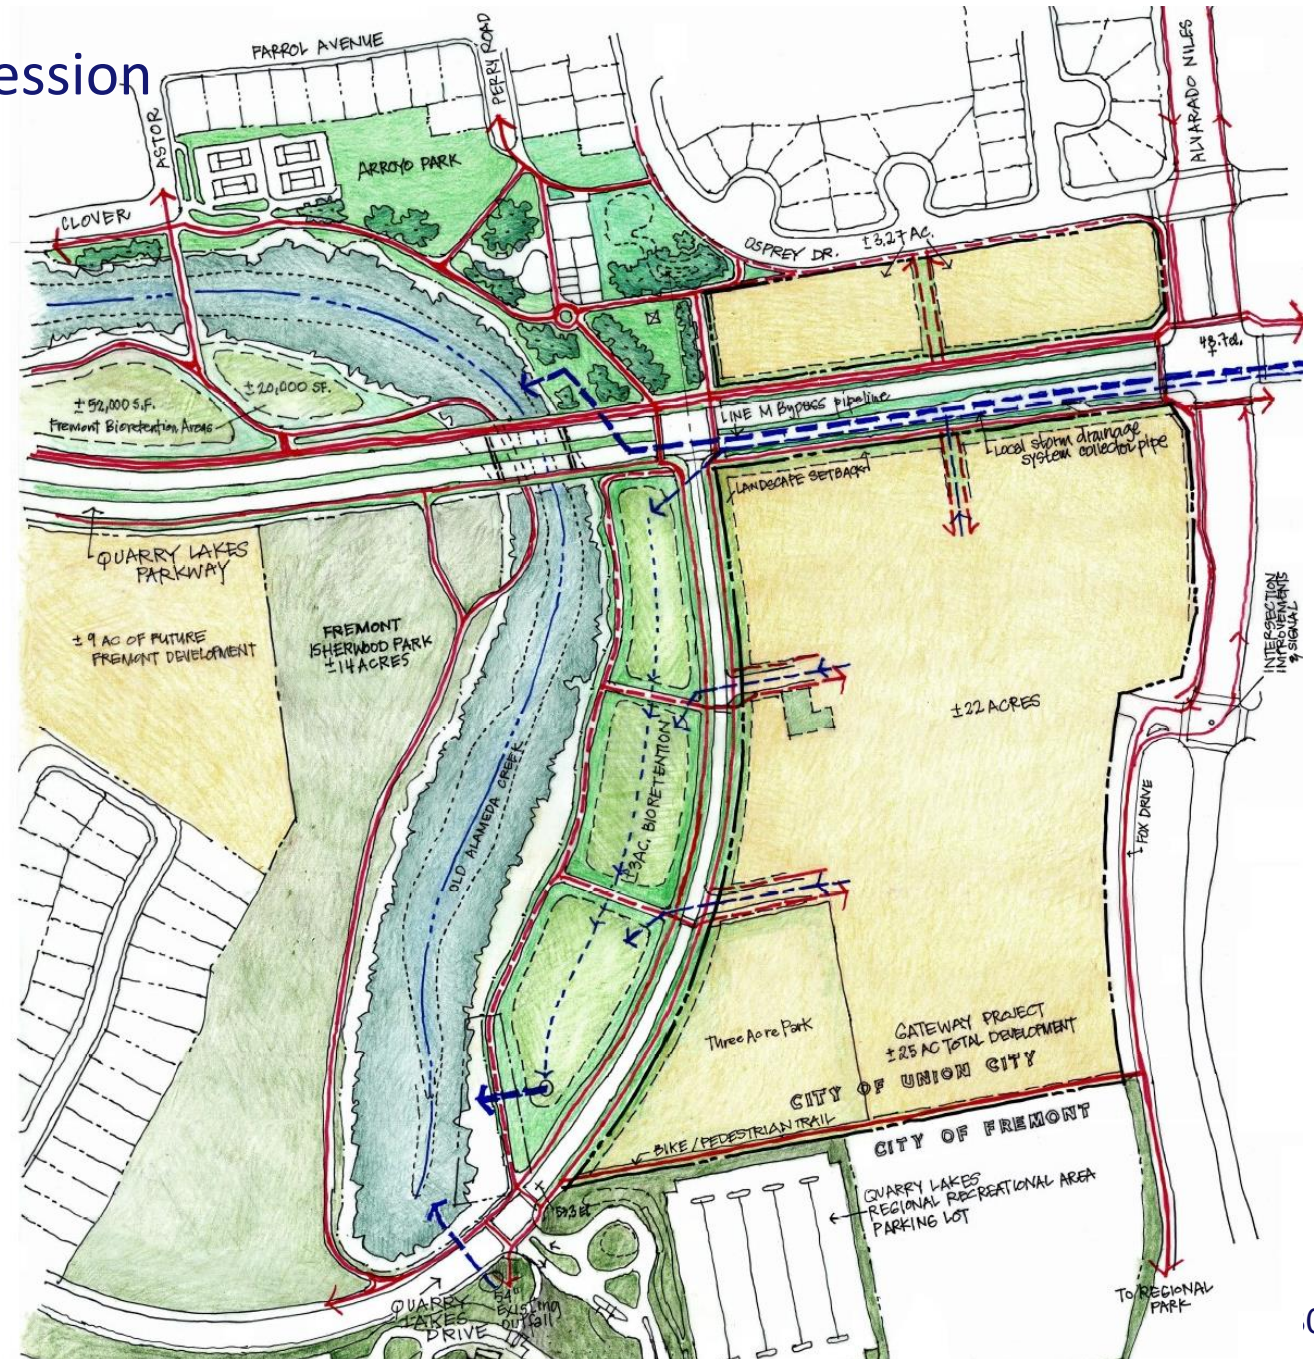 ession
FARROL AVENUE
PERRY ROAD
ASTOR
ALVARADO NILES
ARROYO PARK
CLOVER
OSPREY DR.
±3.27 AC.
±20,000 SF.
±52,000 S.F.
Fremont Bioretention Areas
LINE M Bypass pipeline
Local storm drainage
system collector pipe
LANDSCAPE SETBACK
QUARRY LAKES
PARKWAY
±9 AC OF FUTURE
FREMONT DEVELOPMENT
FREMONT
ISHERWOOD PARK
±14 ACRES
INTERSECTION
IMPROVEMENTS
& SIGNAL
±22 ACRES
OLD ALAMEDA CREEK
±3 AC. BIORETENTION
FOX DRIVE
Three Acre Park
GATEWAY PROJECT
±25 AC TOTAL DEVELOPMENT
CITY OF UNION CITY
BIKE / PEDESTRIAN TRAIL
CITY OF FREMONT
QUARRY LAKES
REGIONAL RECREATIONAL AREA
PARKING LOT
QUARRY
LAKES
DRIVE
54"
Existing
Outfall
TO REGIONAL
PARK